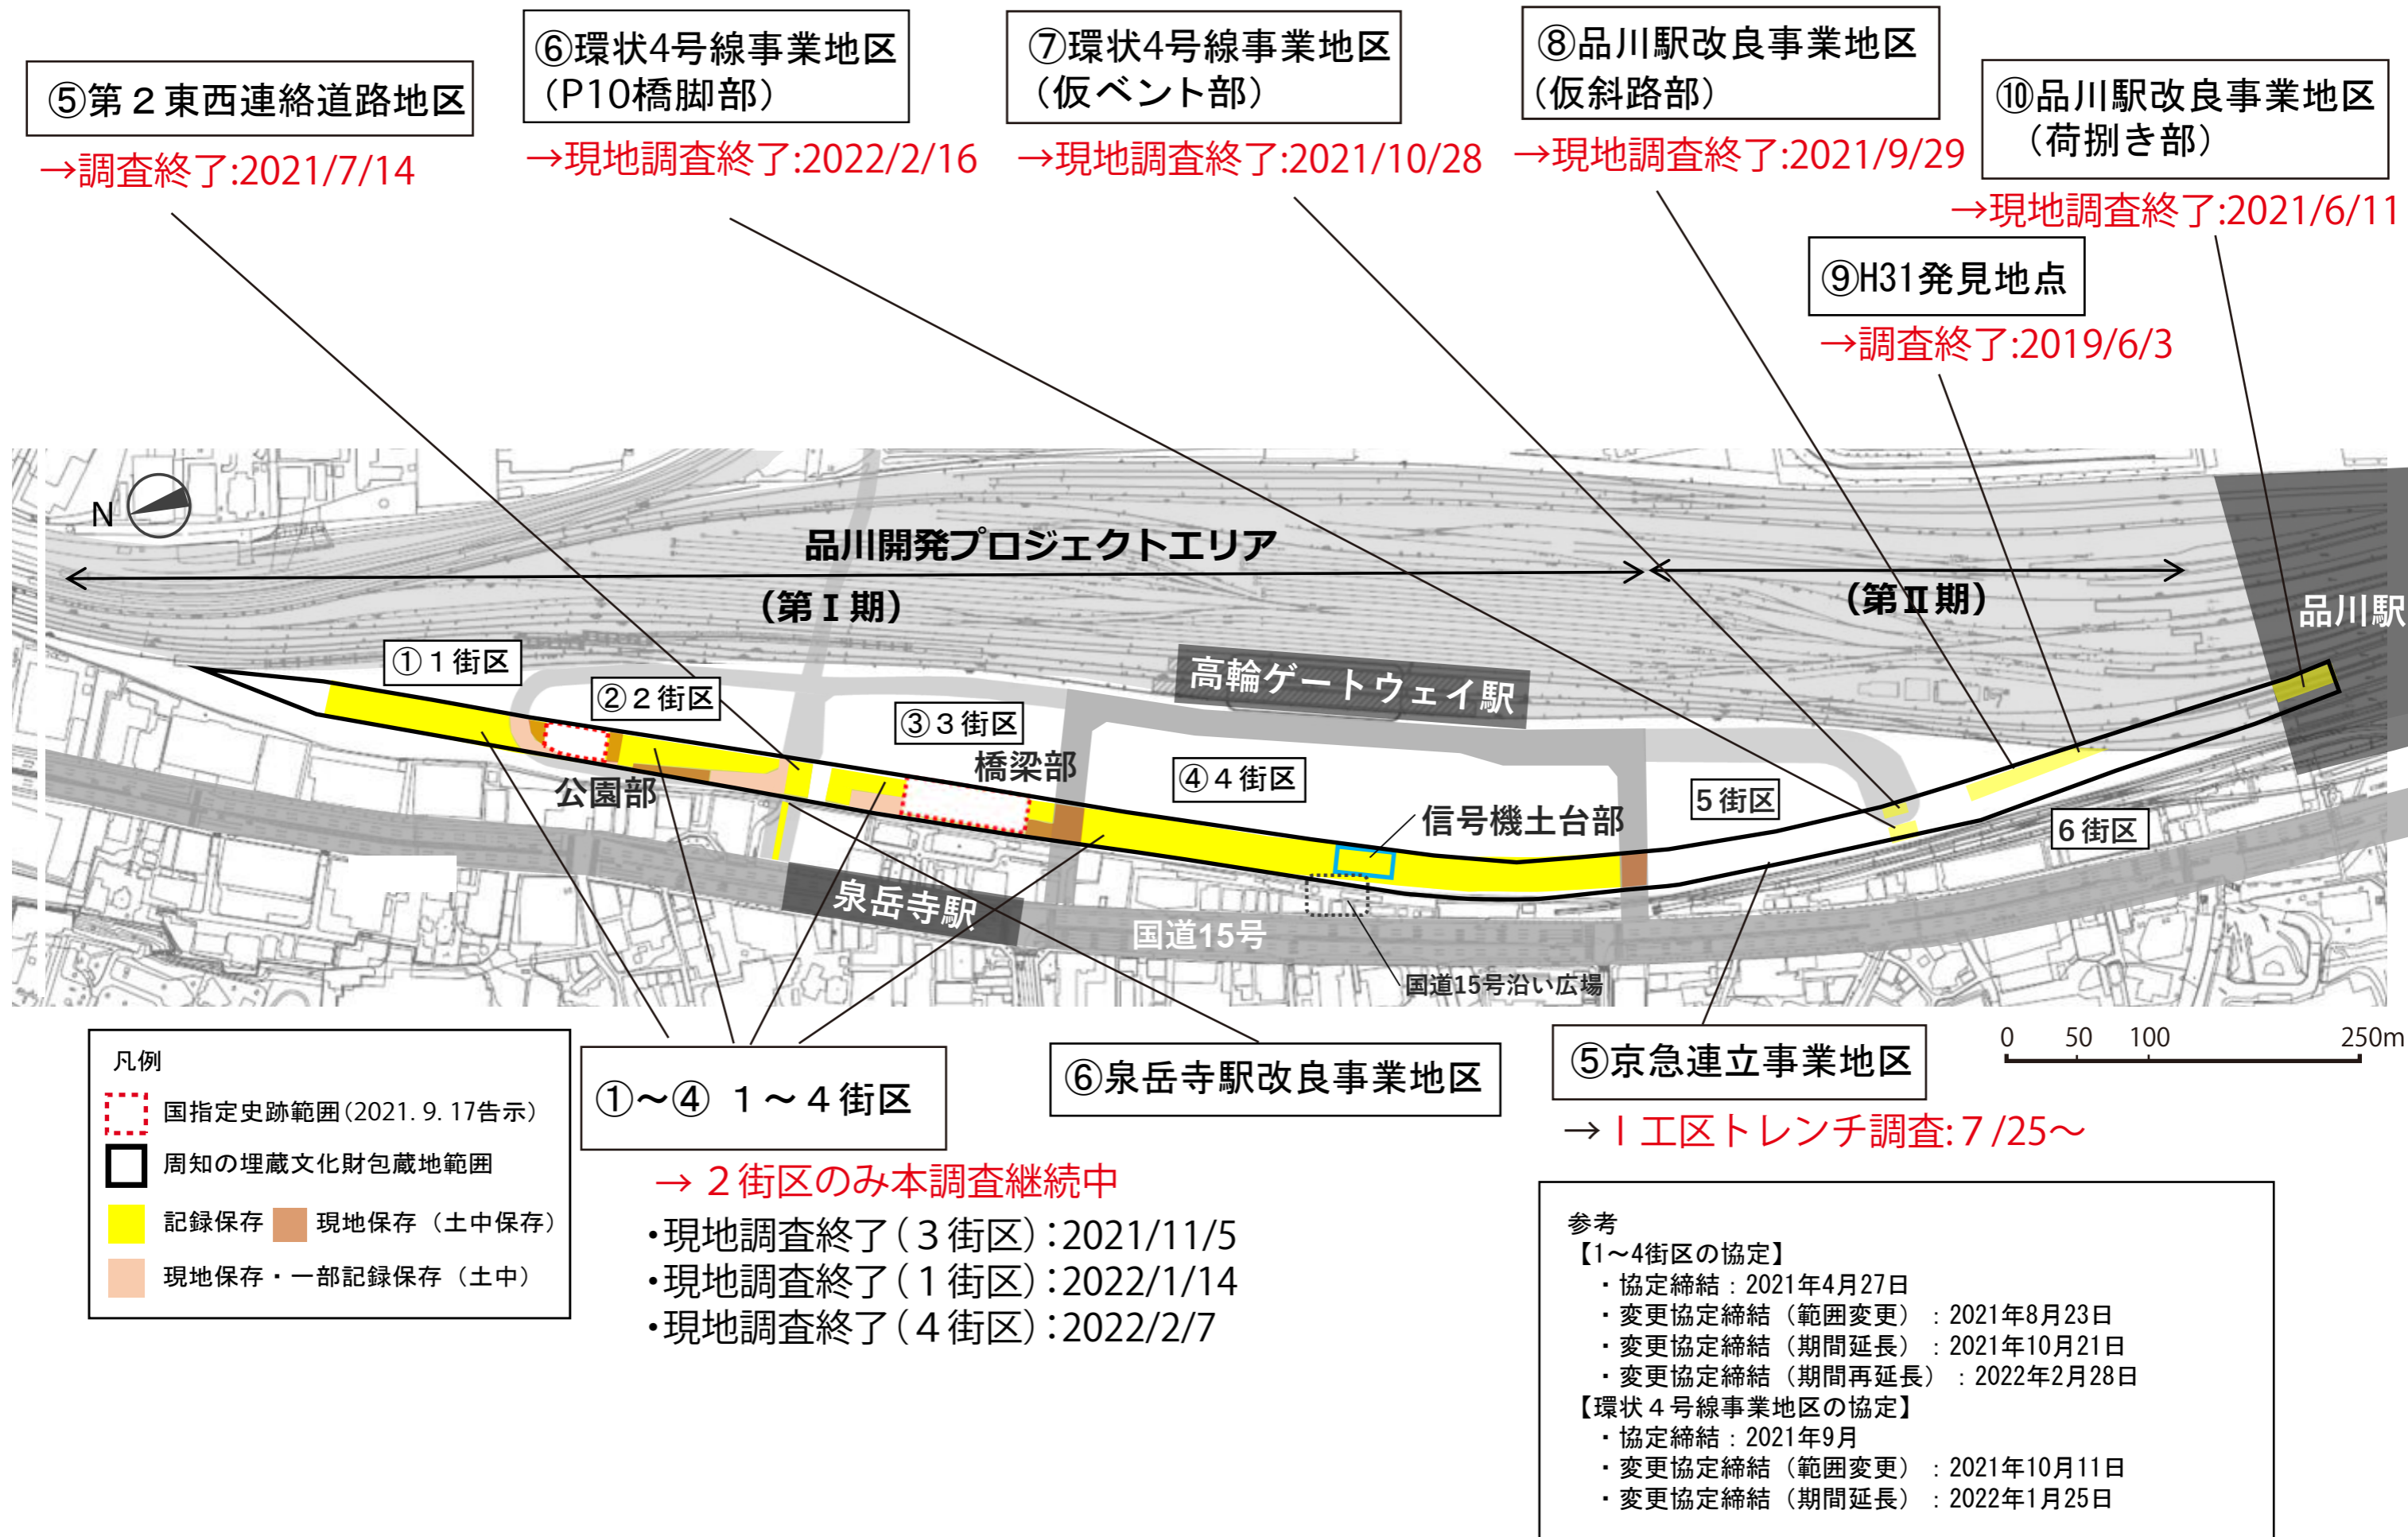 ⑤第２東西連絡道路地区
→調査終了:2021/7/14
⑥環状4号線事業地区
（P10橋脚部）
→現地調査終了:2022/2/16
⑦環状4号線事業地区
（仮ベント部）
→現地調査終了:2021/10/28
⑧品川駅改良事業地区
（仮斜路部）
→現地調査終了:2021/9/29
⑩品川駅改良事業地区
（荷捌き部）
→現地調査終了:2021/6/11
⑨H31発見地点
→調査終了:2019/6/3
N
品川開発プロジェクトエリア
（第Ⅰ期）
（第Ⅱ期）
品川駅
①１街区
②２街区
③３街区
高輪ゲートウェイ駅
橋梁部
④４街区
公園部
信号機土台部
５街区
６街区
泉岳寺駅
国道15号
国道15号沿い広場
凡例
国指定史跡範囲（2021. 9. 17告示）
周知の埋蔵文化財包蔵地範囲
記録保存 現地保存（土中保存）
現地保存・一部記録保存（土中）
①～④ １～４街区
→２街区のみ本調査継続中
・現地調査終了（３街区）：2021/11/5
・現地調査終了（１街区）：2022/1/14
・現地調査終了（４街区）：2022/2/7
⑥泉岳寺駅改良事業地区
⑤京急連立事業地区
→Ⅰ工区トレンチ調査:７/25～
0 50 100 250m
参考
【1～4街区の協定】
・協定締結：2021年4月27日
・変更協定締結（範囲変更）：2021年8月23日
・変更協定締結（期間延長）：2021年10月21日
・変更協定締結（期間再延長）：2022年2月28日
【環状４号線事業地区の協定】
・協定締結：2021年9月
・変更協定締結（範囲変更）：2021年10月11日
・変更協定締結（期間延長）：2022年1月25日